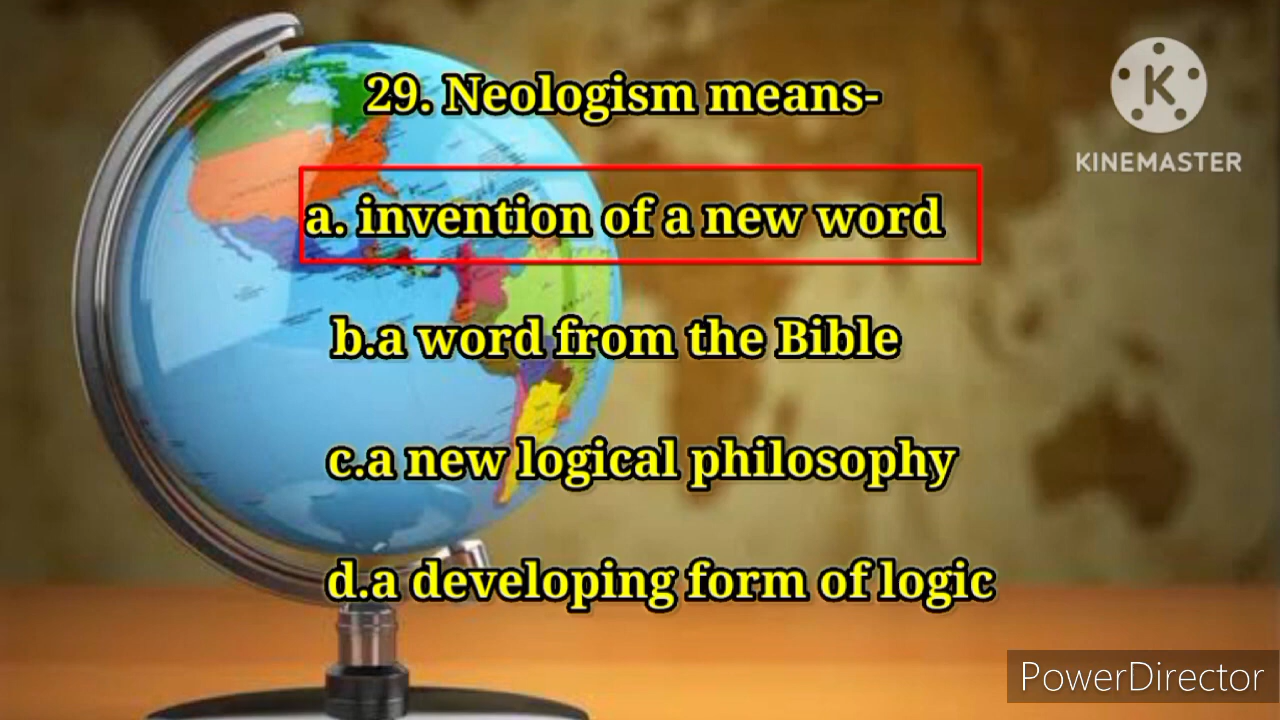 29. Neologism means-
K
KINEMASTER
a. invention of a new word
b.a word from the Bible
c.a new logical philosophy
d.a developing form of logic
PowerDirector